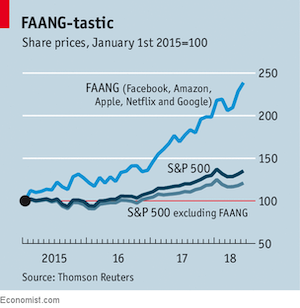 FAANG-tastic
Share prices, January 1st 2015=100
250
FAANG (Facebook, Amazon,
Apple, Netflix and Google)
200
S&P 500
150
100
S&P 500 excluding FAANG
50
2015 16 17 18
Source: Thomson Reuters
Economist.com